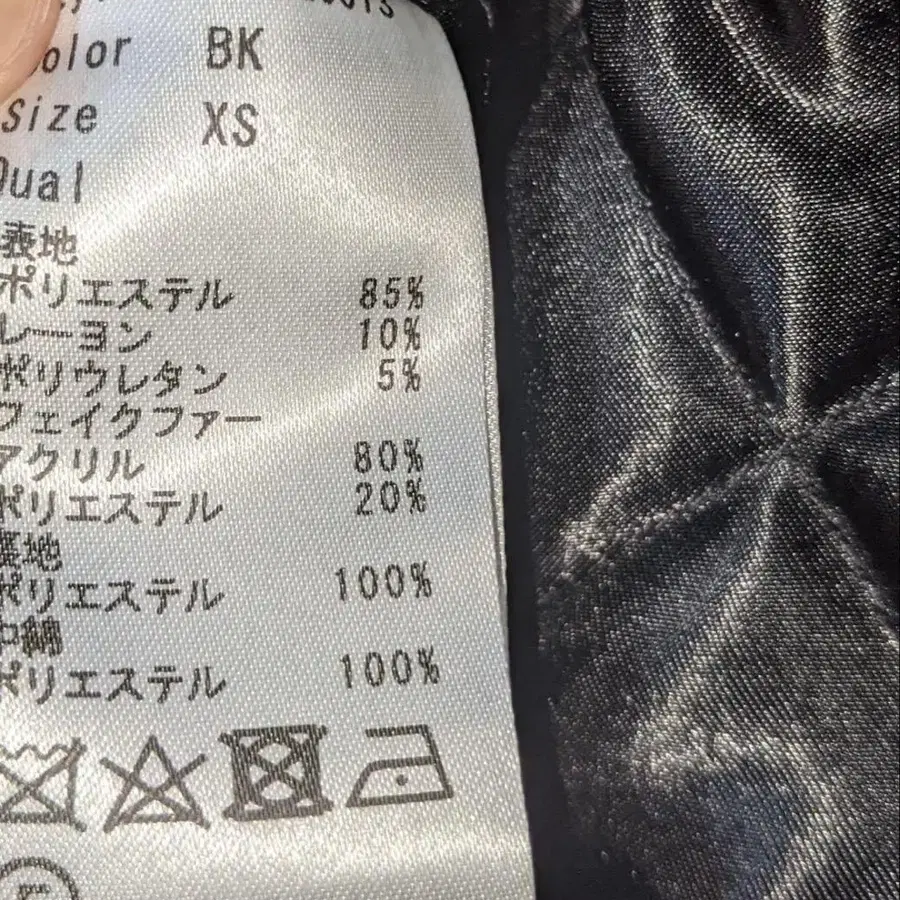 Color BK
Size XS
Qual
表地
ポリエステル 85%
レーヨン 10%
ポリウレタン 5%
フェイクファー
アクリル 80%
ポリエステル 20%
裏地
ポリエステル 100%
中綿
ポリエステル 100%